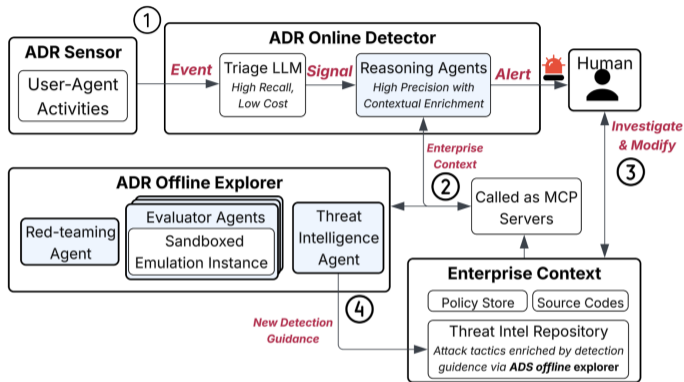 1
ADR Sensor
User-Agent
Activities
Event
ADR Online Detector
Triage LLM
High Recall,
Low Cost
Signal
Reasoning Agents
High Precision with
Contextual Enrichment
Alert
Human
Investigate
& Modify
3
Enterprise
Context
2
Called as MCP
Servers
ADR Offline Explorer
Red-teaming
Agent
Evaluator Agents
Sandboxed
Emulation Instance
Threat
Intelligence
Agent
4
New Detection
Guidance
Enterprise Context
Policy Store
Source Codes
Threat Intel Repository
Attack tactics enriched by detection
guidance via ADS offline explorer